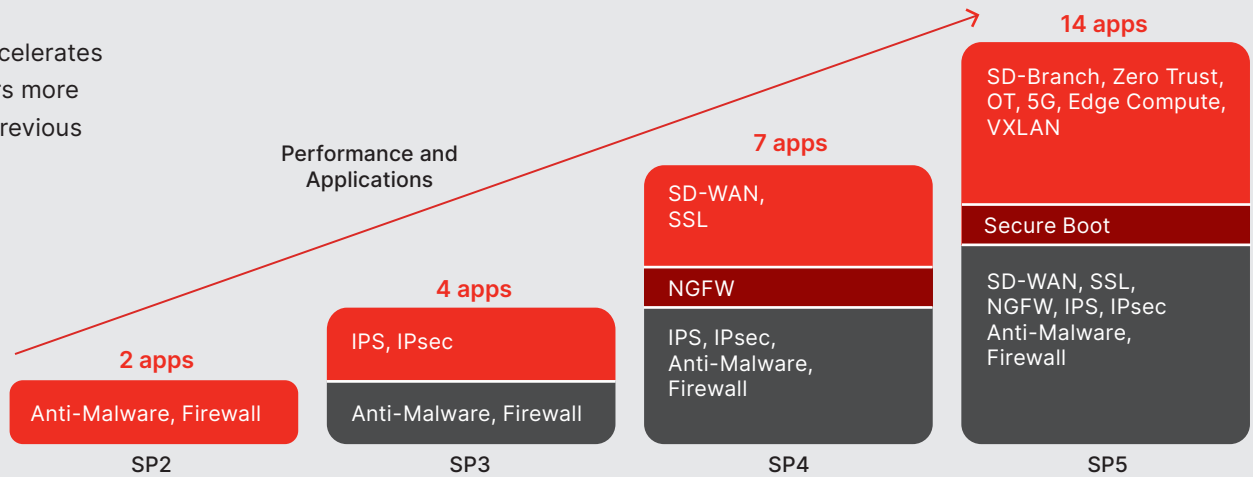 celerates
rs more
revious
Performance and
Applications
2 apps
Anti-Malware, Firewall
SP2
4 apps
IPS, IPsec
Anti-Malware, Firewall
SP3
7 apps
SD-WAN,
SSL
NGFW
IPS, IPsec,
Anti-Malware,
Firewall
SP4
14 apps
SD-Branch, Zero Trust,
OT, 5G, Edge Compute,
VXLAN
Secure Boot
SD-WAN, SSL,
NGFW, IPS, IPsec
Anti-Malware,
Firewall
SP5